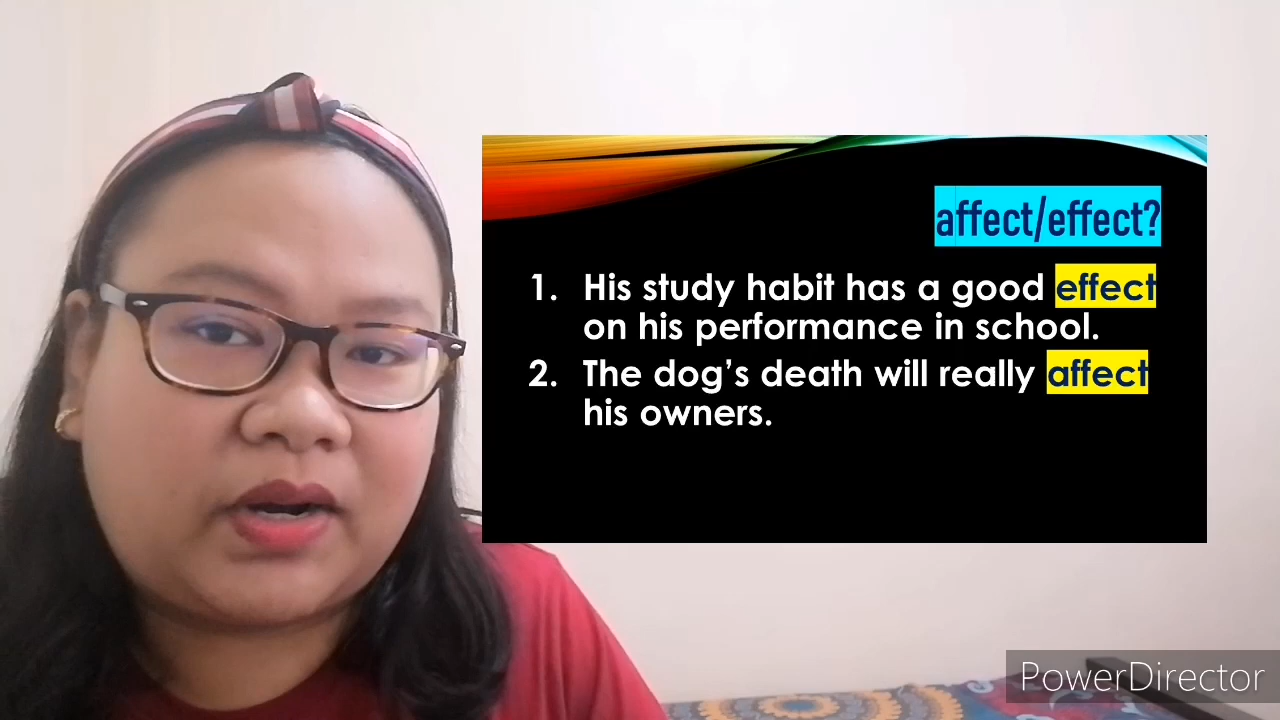 affect/effect?
1. His study habit has a good effect
on his performance in school.
2. The dog's death will really affect
his owners.
PowerDirector